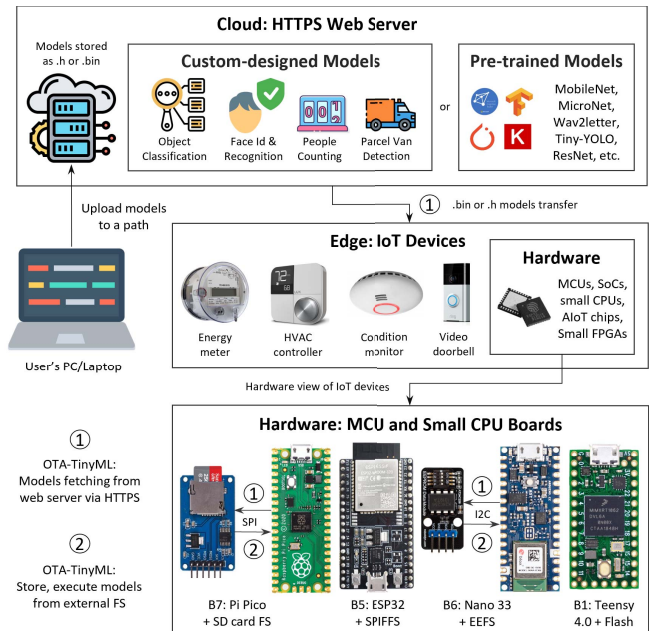 Cloud: HTTPS Web Server
Models stored
as .h or .bin
Custom-designed Models
Object
Classification
Face Id &
Recognition
People
Counting
Parcel Van
Detection
or
Pre-trained Models
MobileNet,
MicroNet,
Wav2letter,
Tiny-YOLO,
ResNet, etc.
K
Upload models
to a path
1
.bin or .h models transfer
User's PC/Laptop
Edge: IoT Devices
72
68
Energy
meter
HVAC
controller
Condition
monitor
Video
doorbell
Hardware
MCUs, SoCs,
small CPUs,
AIoT chips,
Small FPGAs
Hardware view of IoT devices
1
OTA-TinyML:
Models fetching from
web server via HTTPS
2
OTA-TinyML:
Store, execute models
from external FS
Hardware: MCU and Small CPU Boards
1
SPI
2
Raspberry Pi Pico
1
I2C
2
B7: Pi Pico
+ SD card FS
B5: ESP32
+ SPIFFS
B6: Nano 33
+ EEFS
B1: Teensy
4.0 + Flash